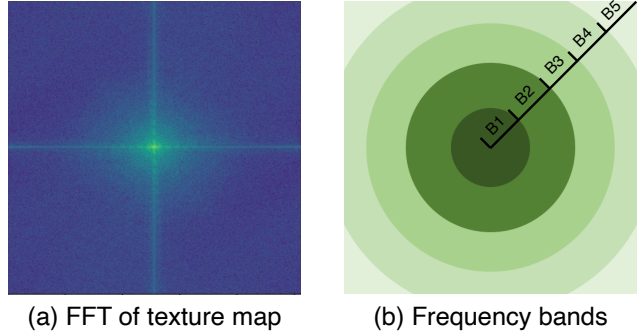 B1
B2
B3
B4
B5
(a) FFT of texture map
(b) Frequency bands